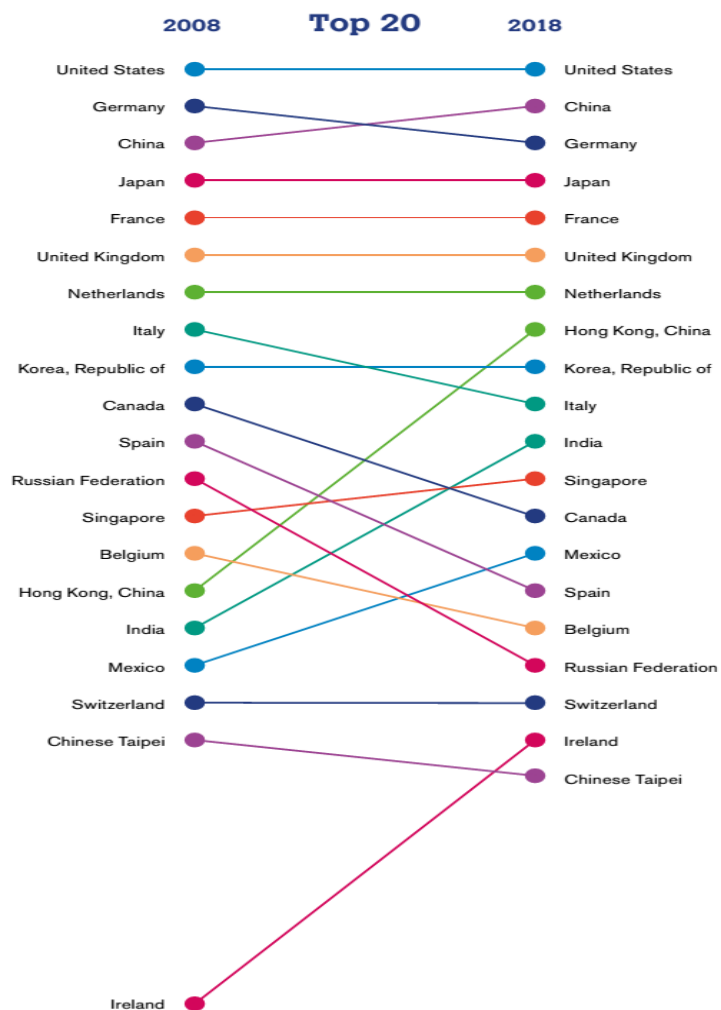 2008 Top 20 2018
United States United States
Germany China
China Germany
Japan Japan
France France
United Kingdom United Kingdom
Netherlands Netherlands
Italy Hong Kong, China
Korea, Republic of Korea, Republic of
Canada Italy
Spain India
Russian Federation Singapore
Singapore Canada
Belgium Mexico
Hong Kong, China Spain
India Belgium
Mexico Russian Federation
Switzerland Switzerland
Chinese Taipei Ireland
Chinese Taipei
Ireland